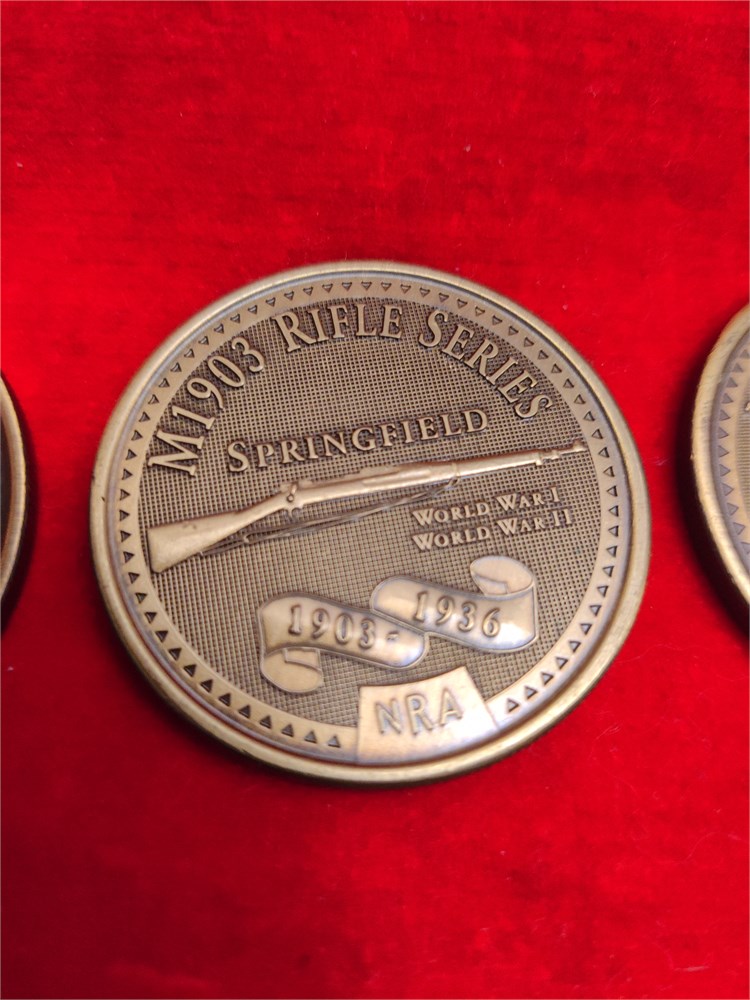 M1903 RIFLE SERIES
SPRINGFIELD
WORLD WAR I
WORLD WAR II
1903 - 1936
NRA